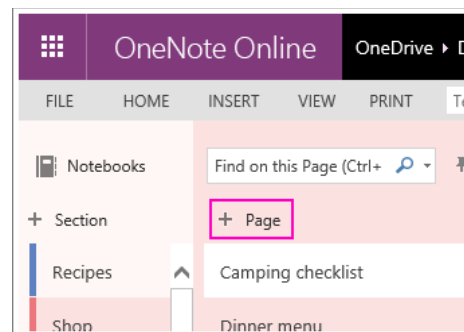 OneNote Online OneDrive ▸
FILE HOME INSERT VIEW PRINT
Notebooks Find on this Page (Ctrl+
+ Section + Page
Recipes Camping checklist
Shop Dinner menu